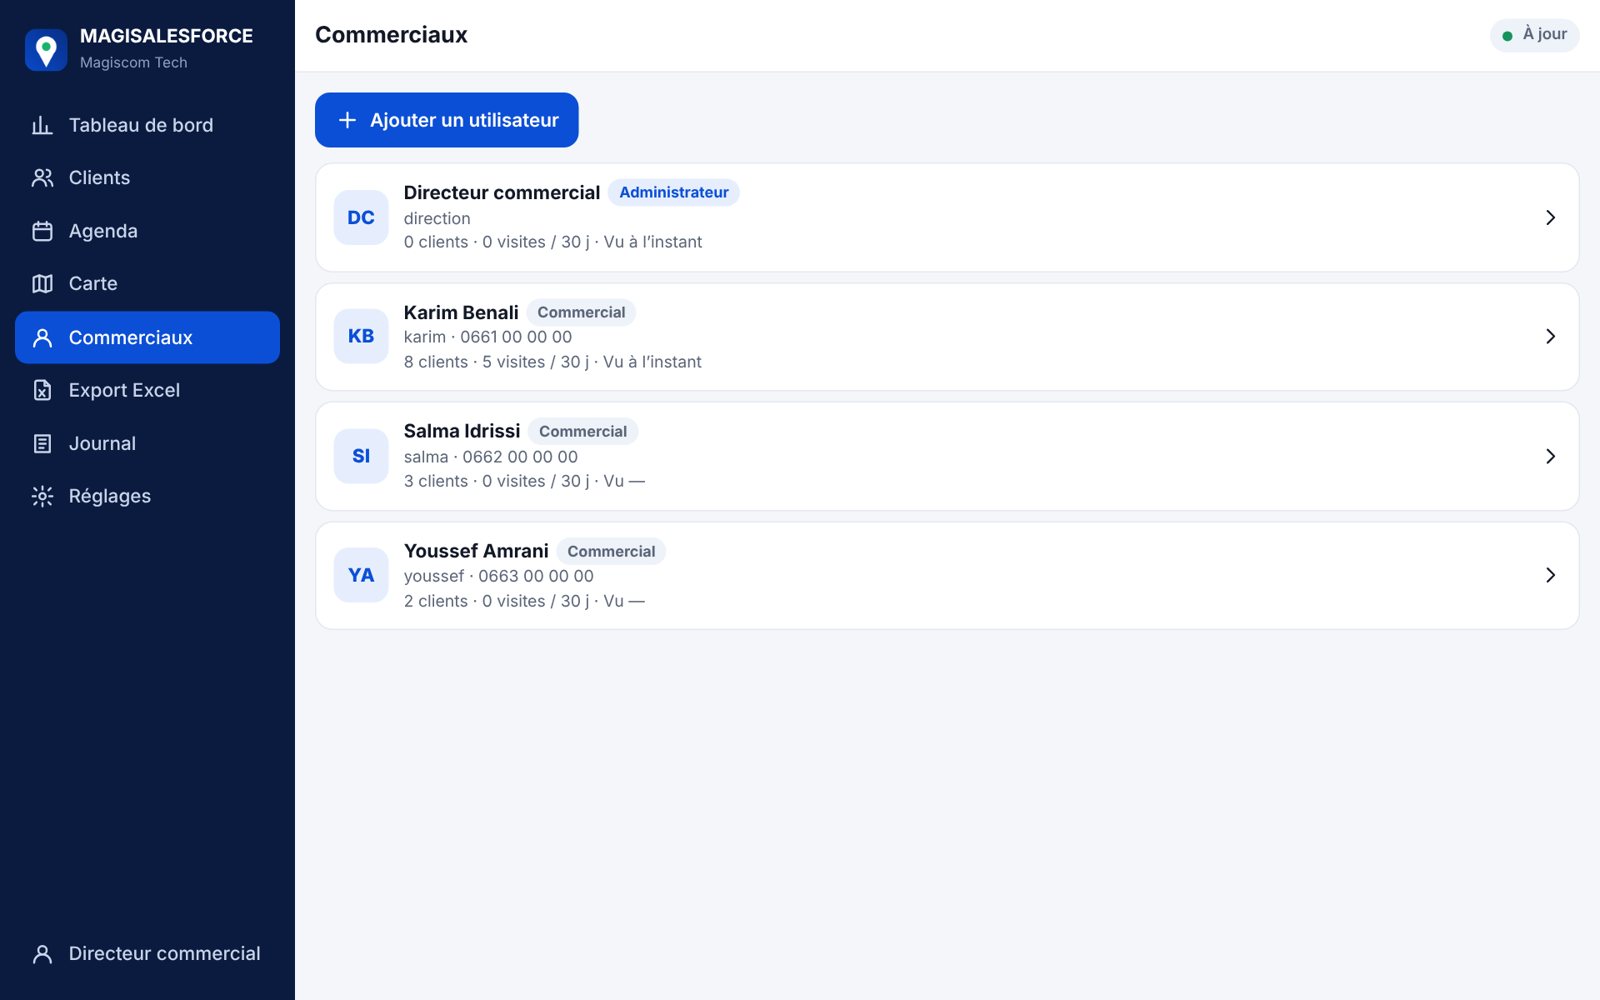 MAGISALESFORCE
Magiscom Tech
Tableau de bord
Clients
Agenda
Carte
Commerciaux
Export Excel
Journal
Réglages
Directeur commercial
Commerciaux
À jour
Ajouter un utilisateur
DC
Directeur commercial Administrateur
direction
0 clients · 0 visites / 30 j · Vu à l’instant
KB
Karim Benali Commercial
karim · 0661 00 00 00
8 clients · 5 visites / 30 j · Vu à l’instant
SI
Salma Idrissi Commercial
salma · 0662 00 00 00
3 clients · 0 visites / 30 j · Vu —
YA
Youssef Amrani Commercial
youssef · 0663 00 00 00
2 clients · 0 visites / 30 j · Vu —